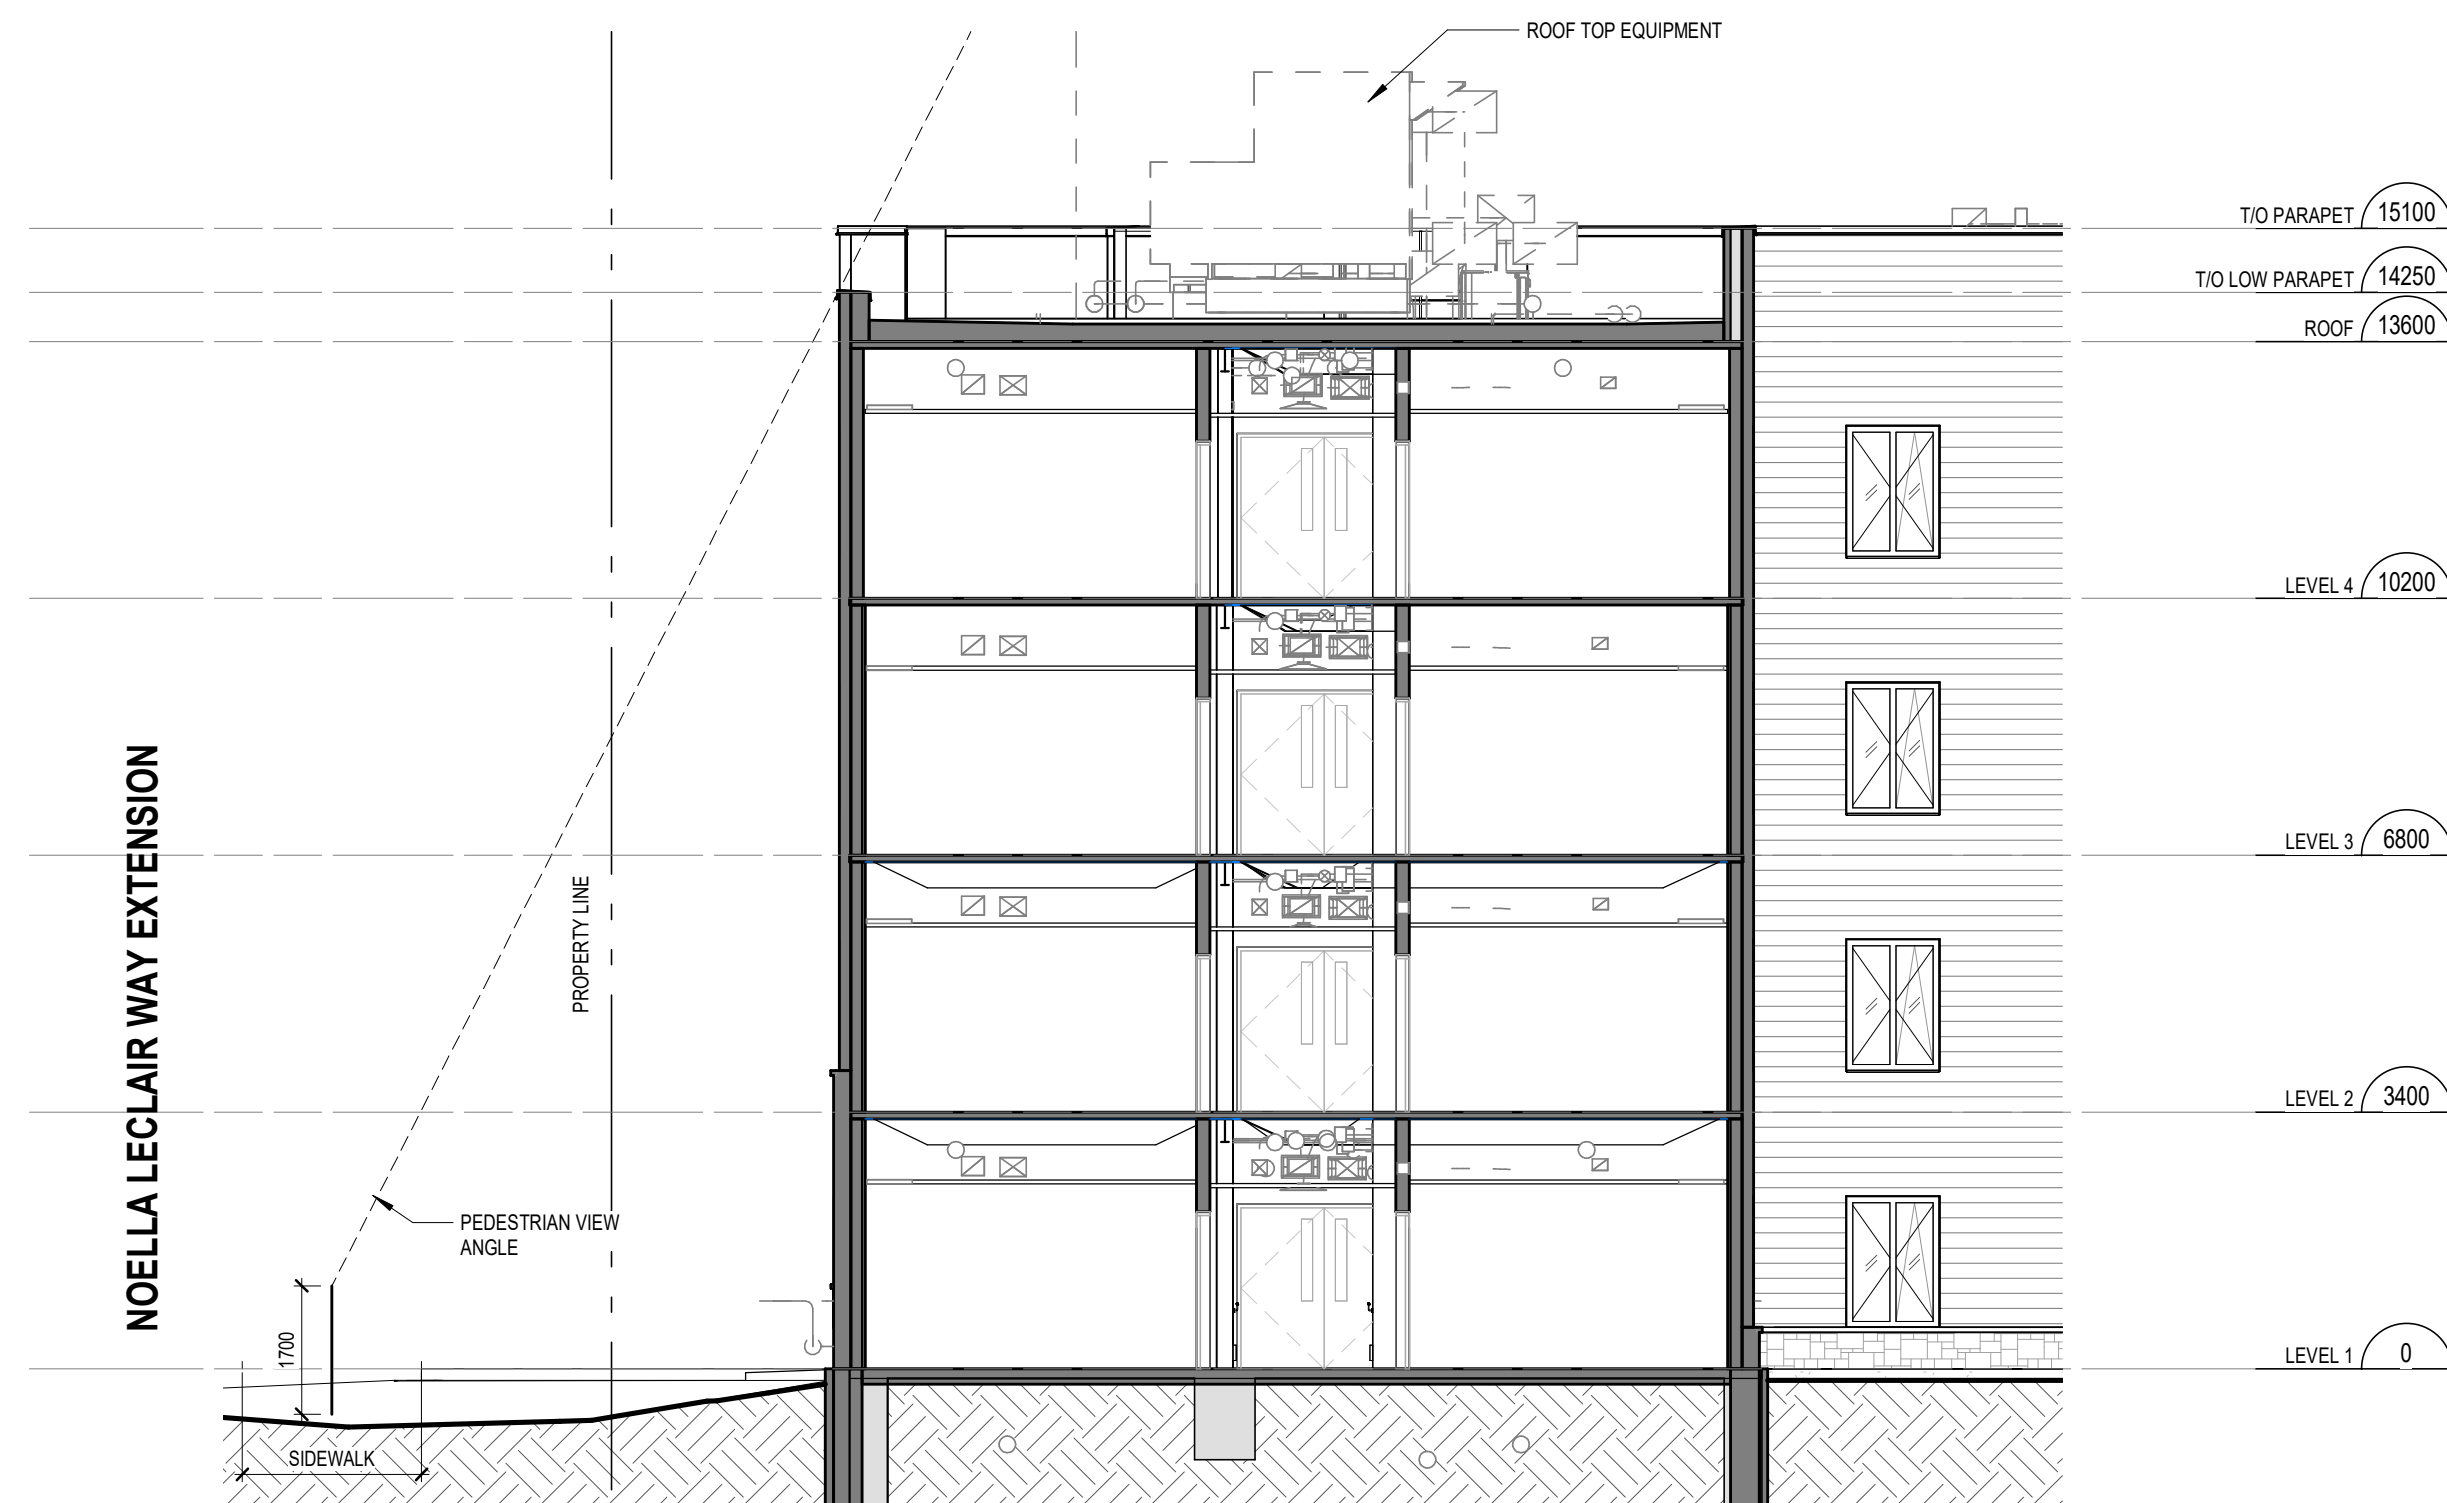 ROOF TOP EQUIPMENT
T/O PARAPET 15100
T/O LOW PARAPET 14250
ROOF 13600
LEVEL 4 10200
LEVEL 3 6800
NOELLA LECLAIR WAY EXTENSION
PROPERTY LINE
LEVEL 2 3400
PEDESTRIAN VIEW
ANGLE
1700
LEVEL 1 0
SIDEWALK